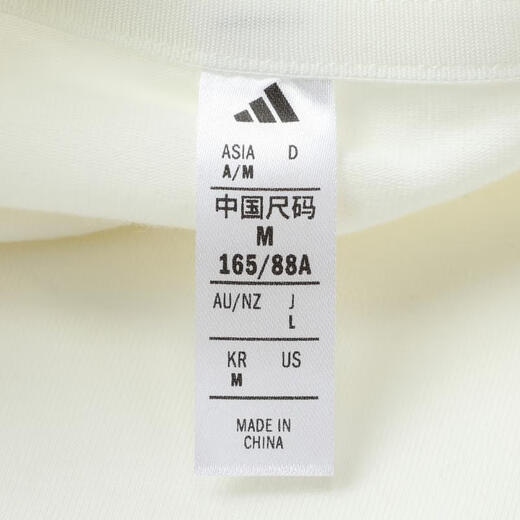 ASIA D
A/M
中国尺码
M
165/88A
AU/NZ J
L
KR US
M
MADE IN
CHINA